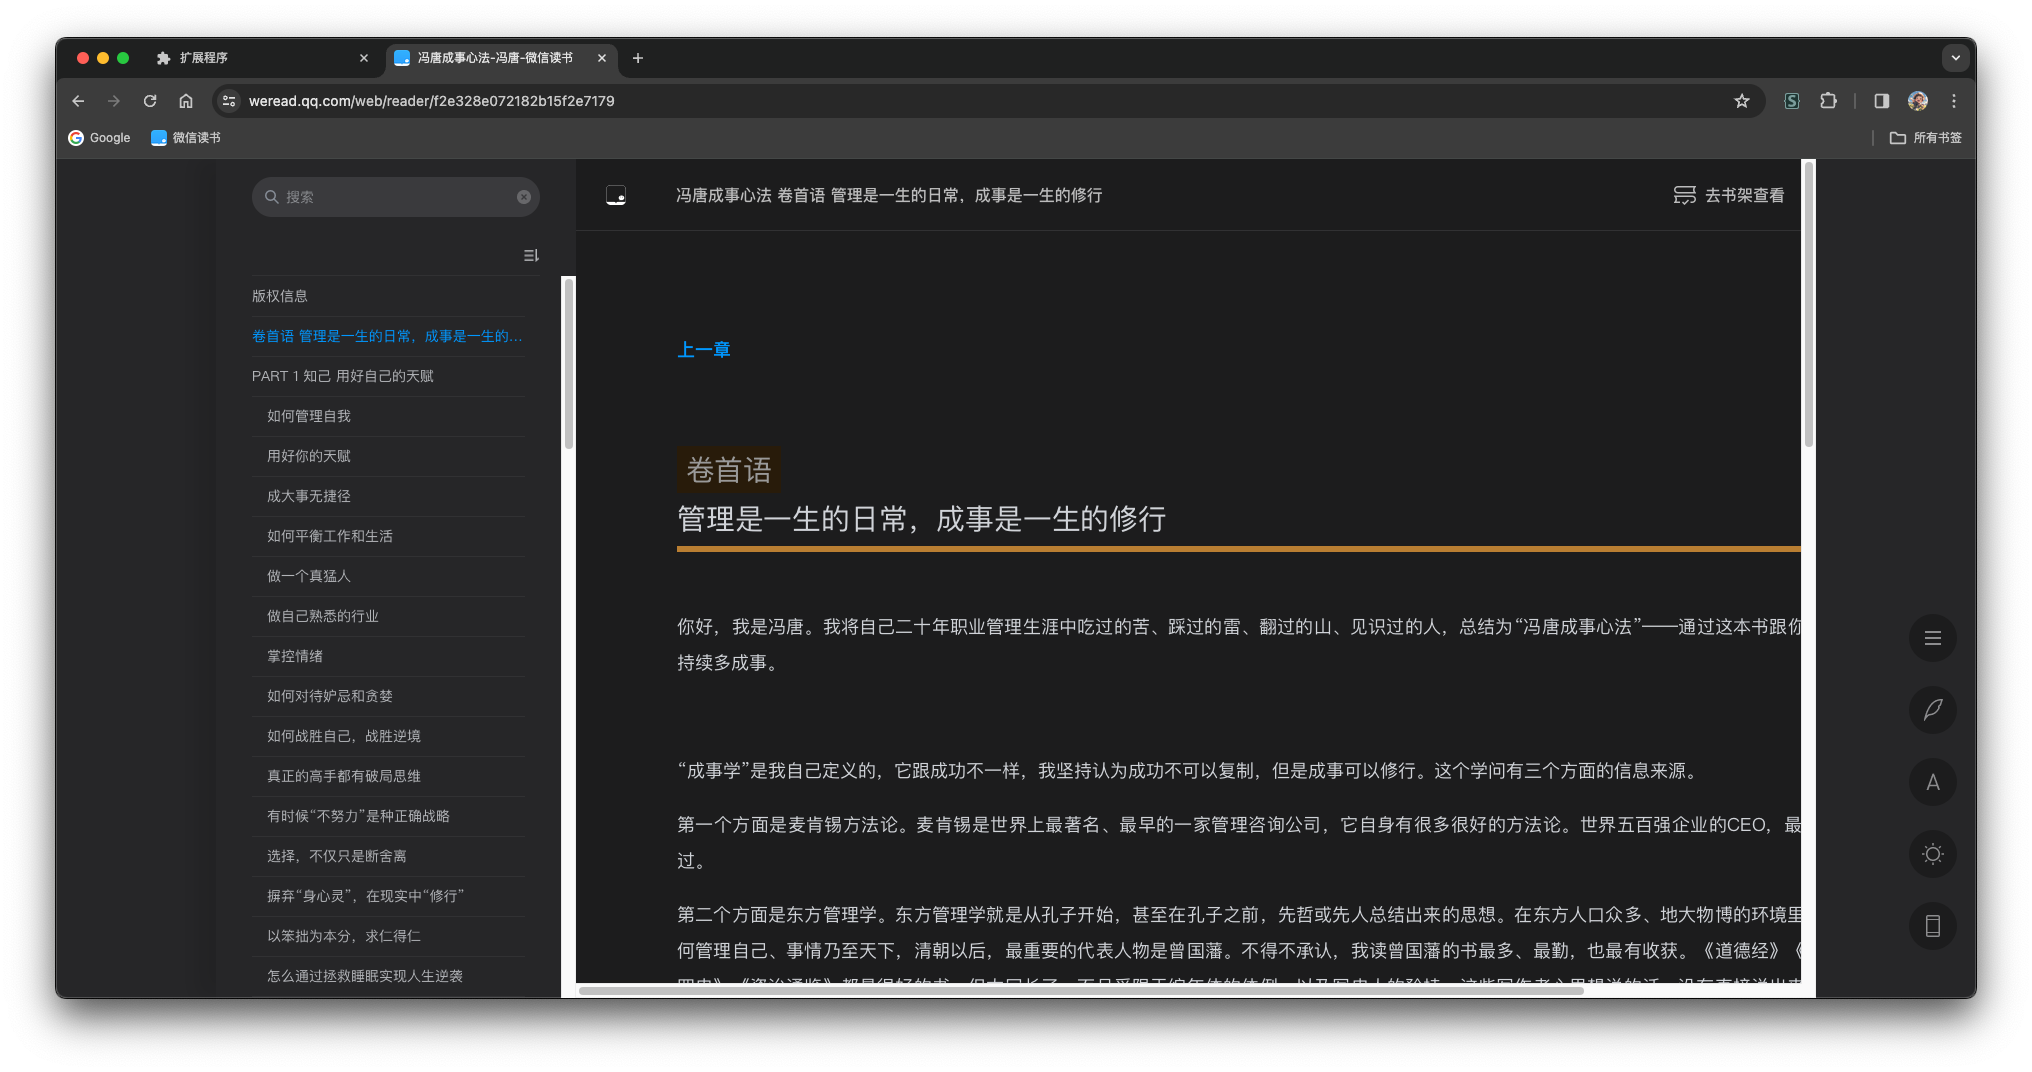 扩展程序
冯唐成事心法-冯唐-微信读书
weread.qq.com/web/reader/f2e328e072182b15f2e7179
Google
微信读书
所有书签
搜索
版权信息
卷首语 管理是一生的日常，成事是一生的...
PART 1 知己 用好自己的天赋
如何管理自我
用好你的天赋
成大事无捷径
如何平衡工作和生活
做一个真猛人
做自己熟悉的行业
掌控情绪
如何对待妒忌和贪婪
如何战胜自己，战胜逆境
真正的高手都有破局思维
有时候“不努力”是种正确战略
选择，不仅只是断舍离
摒弃“身心灵”，在现实中“修行”
以笨拙为本分，求仁得仁
怎么通过拯救睡眠实现人生逆袭
冯唐成事心法 卷首语 管理是一生的日常，成事是一生的修行
去书架查看
上一章
卷首语
管理是一生的日常，成事是一生的修行
你好，我是冯唐。我将自己二十年职业管理生涯中吃过的苦、踩过的雷、翻过的山、见识过的人，总结为“冯唐成事心法”——通过这本书跟你
持续多成事。
“成事学”是我自己定义的，它跟成功不一样，我坚持认为成功不可以复制，但是成事可以修行。这个学问有三个方面的信息来源。
第一个方面是麦肯锡方法论。麦肯锡是世界上最著名、最早的一家管理咨询公司，它自身有很多很好的方法论。世界五百强企业的CEO，最
过。
第二个方面是东方管理学。东方管理学就是从孔子开始，甚至在孔子之前，先哲或先人总结出来的思想。在东方人口众多、地大物博的环境里
何管理自己、事情乃至天下，清朝以后，最重要的代表人物是曾国藩。不得不承认，我读曾国藩的书最多、最勤，也最有收获。《道德经》《
A